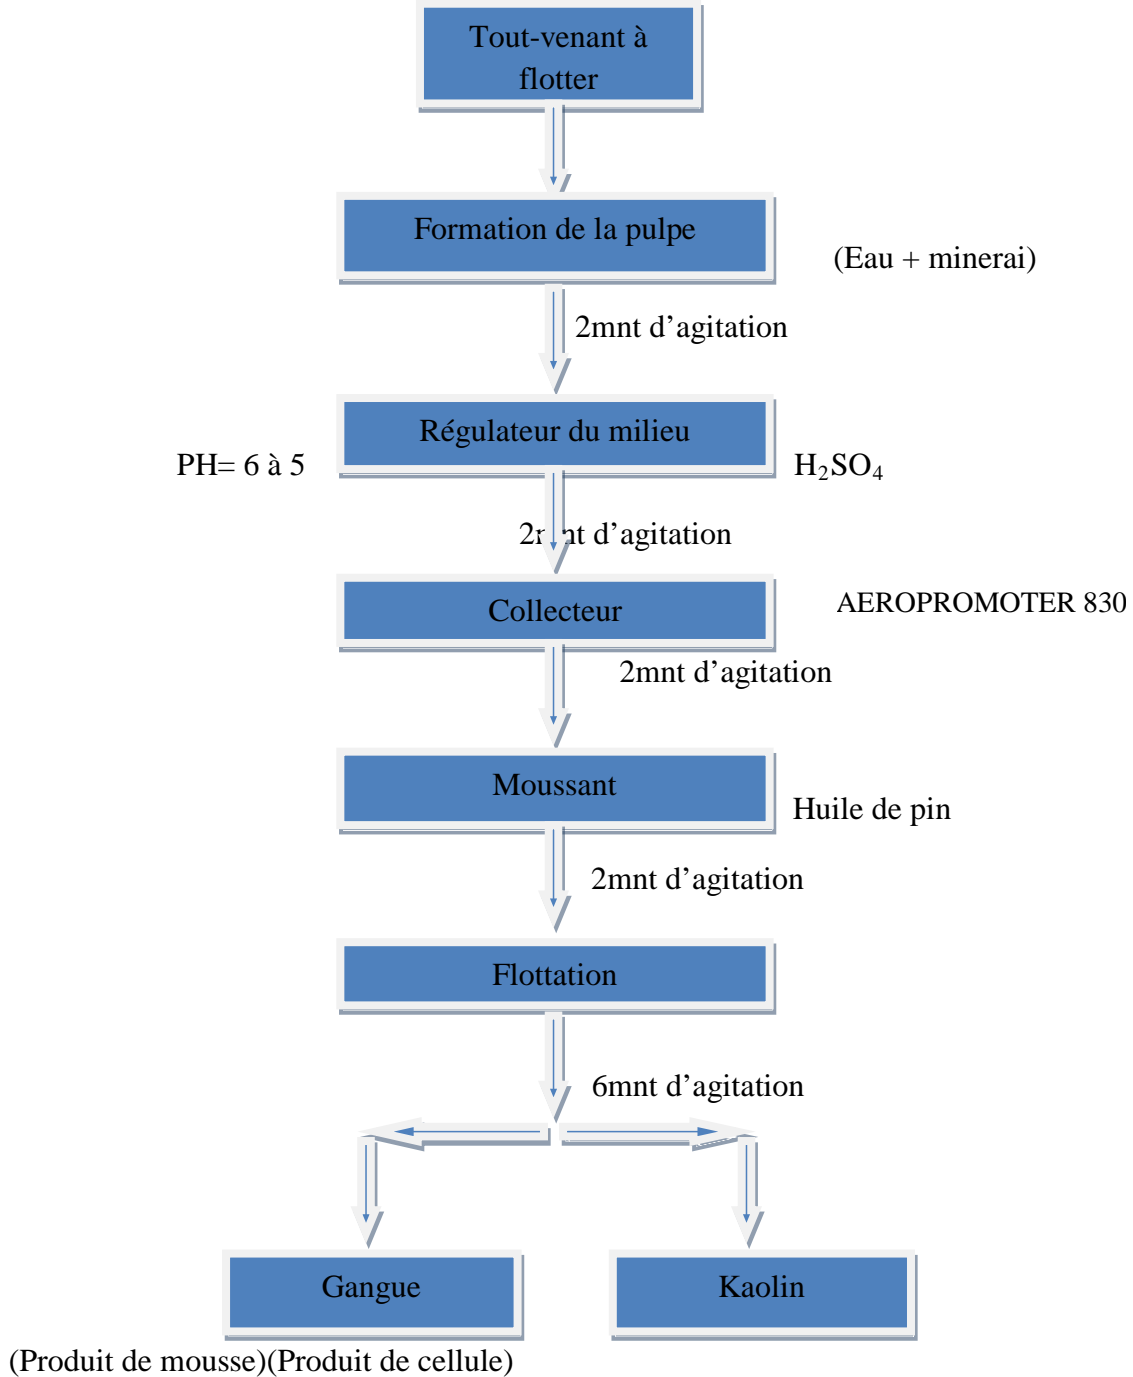 Tout-venant à
flotter
Formation de la pulpe
(Eau + minerai)
2mnt d’agitation
Régulateur du milieu
PH= 6 à 5
H₂SO₄
2mnt d’agitation
Collecteur
AEROPROMOTER 830
2mnt d’agitation
Moussant
Huile de pin
2mnt d’agitation
Flottation
6mnt d’agitation
Gangue
Kaolin
(Produit de mousse)(Produit de cellule)